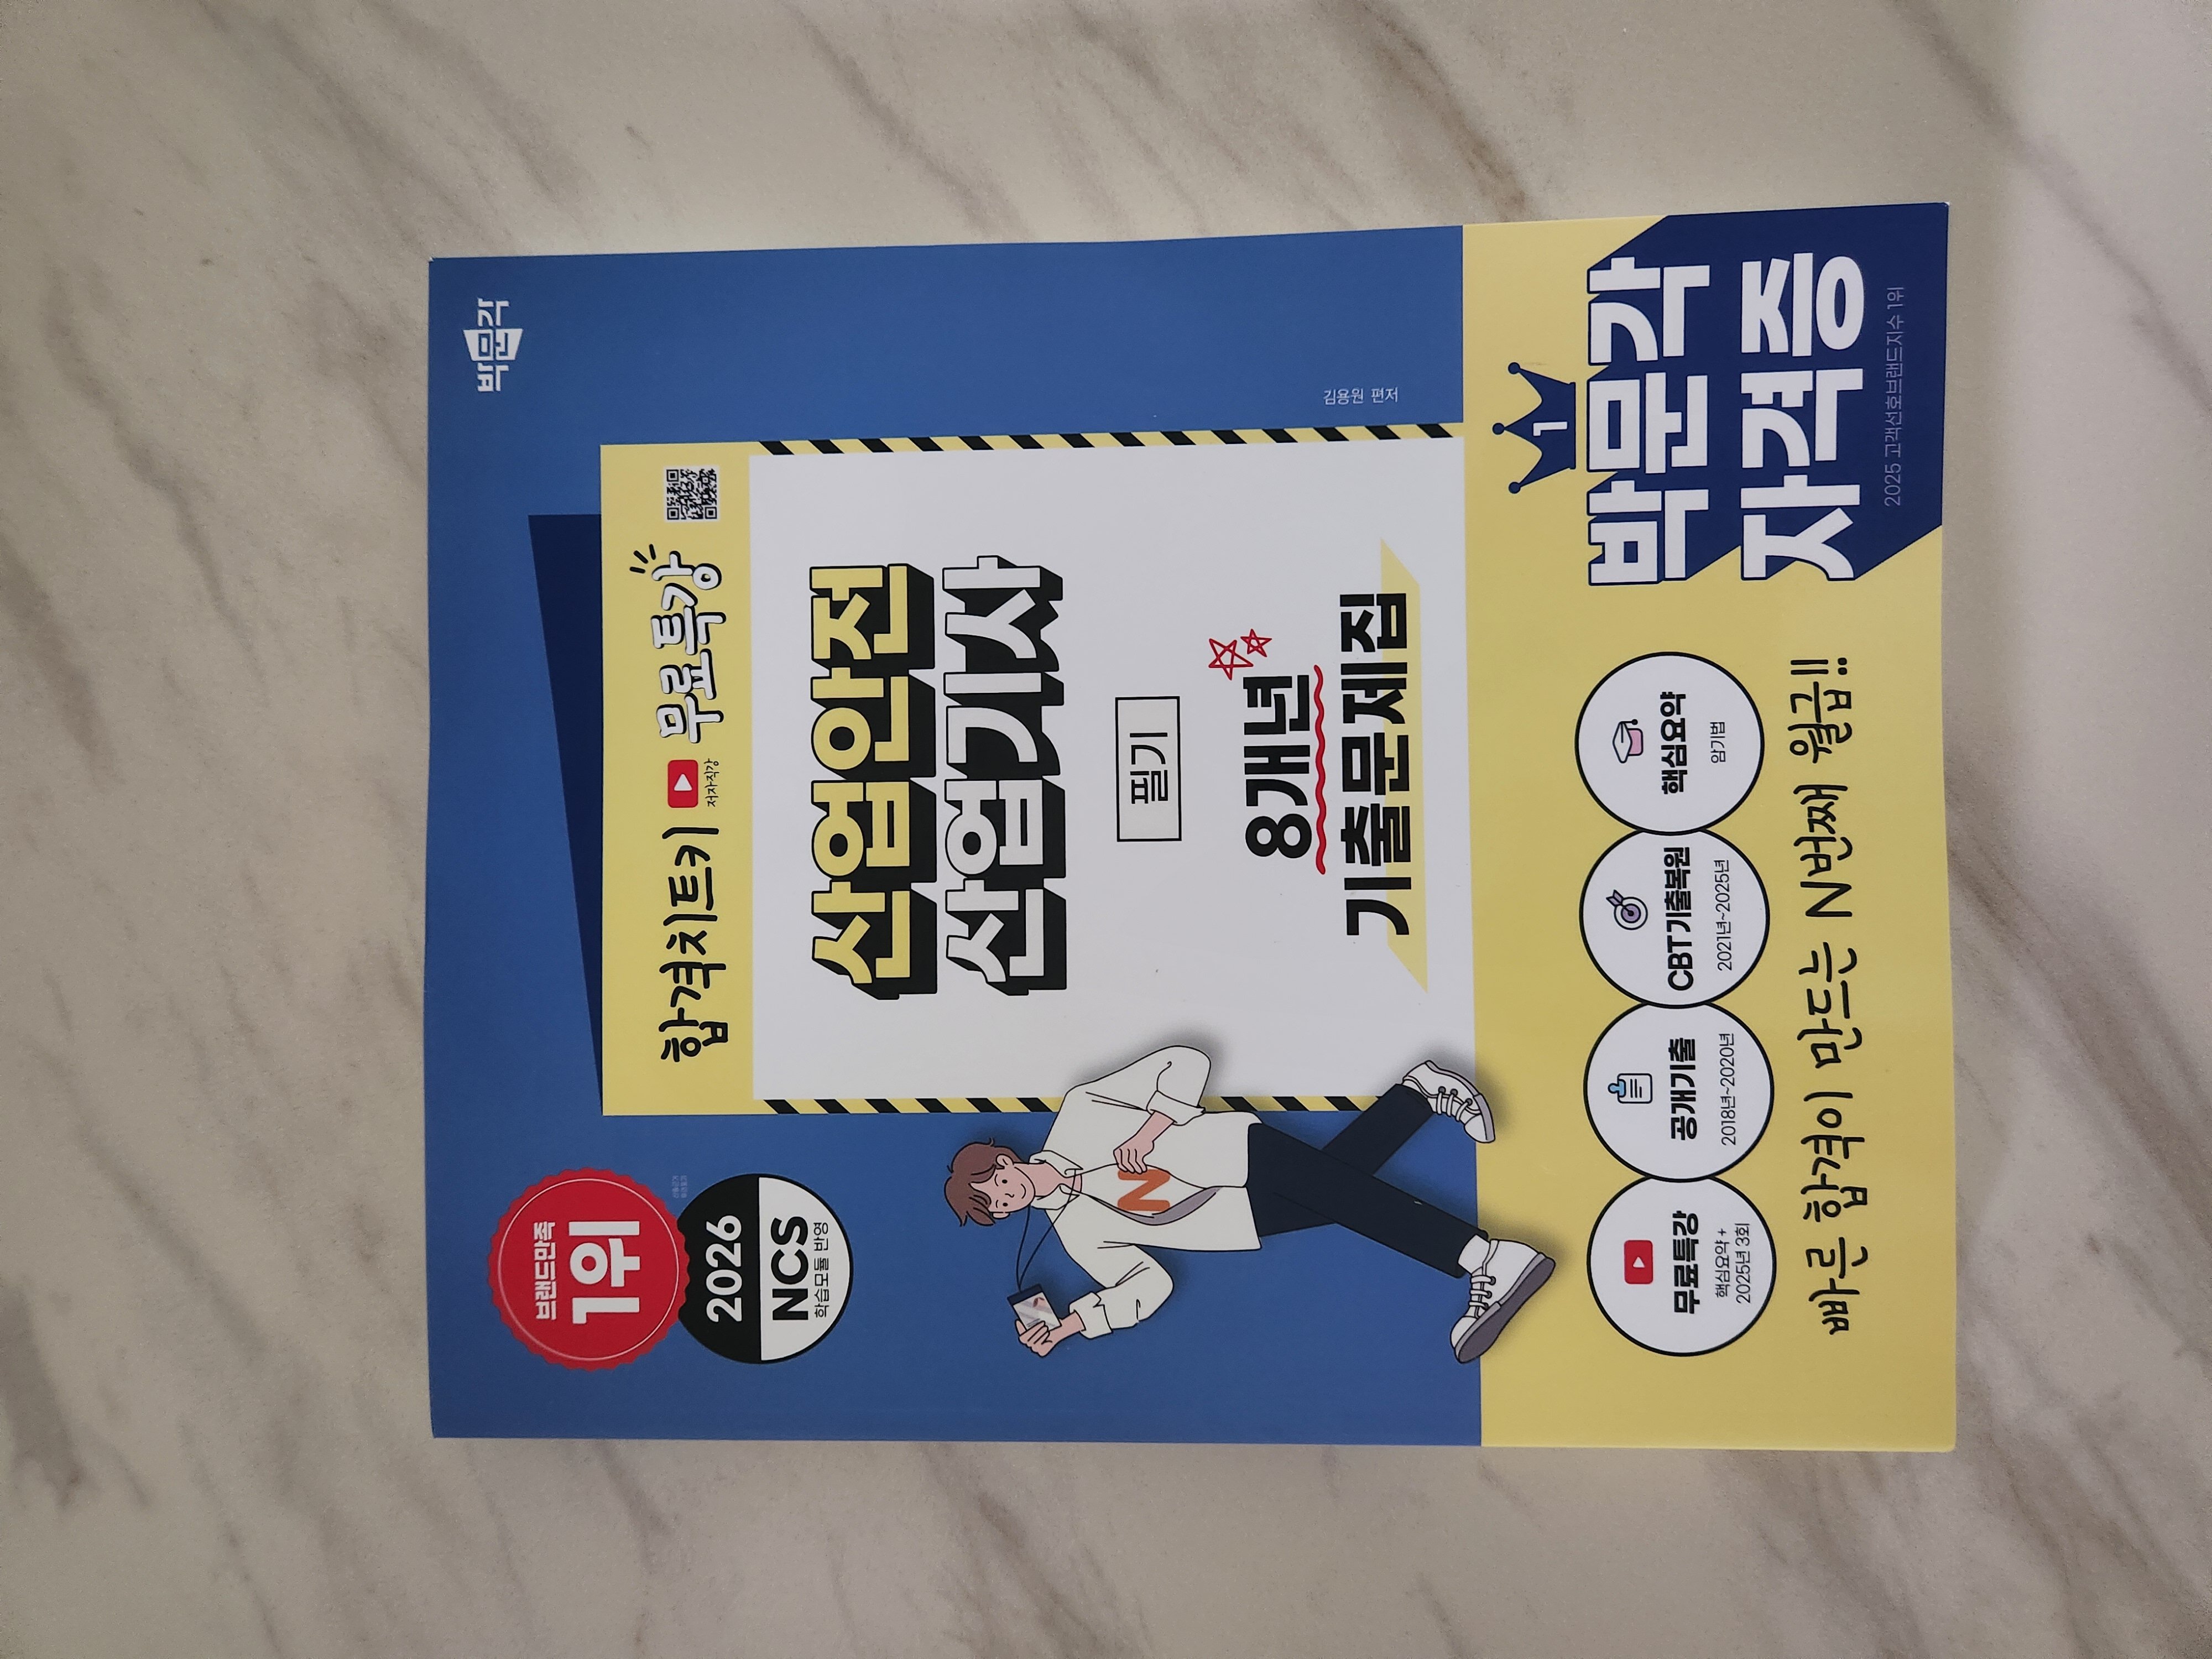 브랜드만족
1위
박문각
2026
NCS
학습모듈 반영
합격치트키
저자직강
무료특강
산업안전
산업기사
필기
8개년
기출문제집
김용원 편저
N
1
박문각
자격증
2025 고객선호브랜드지수 1위
무료특강
핵심요약 +
2025년 3회
공개기출
2018년~2020년
CBT기출복원
2021년~2025년
핵심요약
암기법
빠른 합격이 만드는 N번째 월급!!